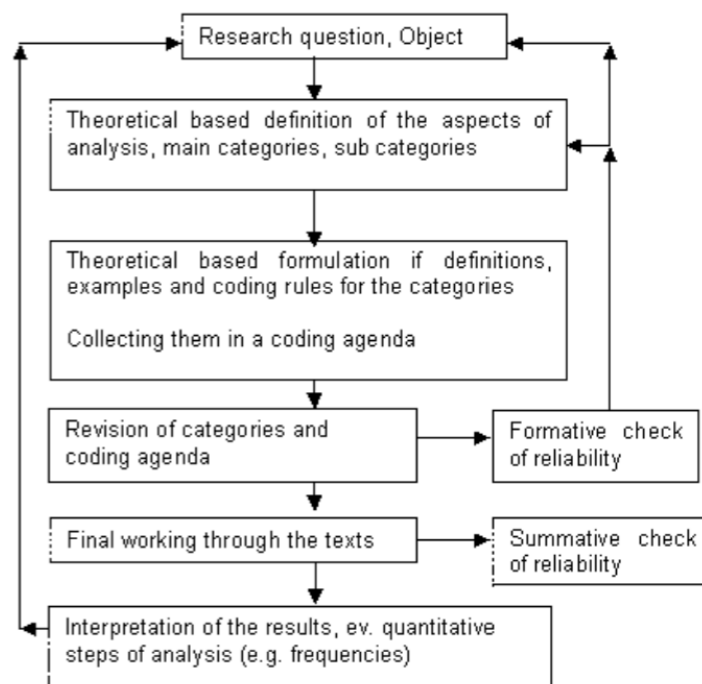 Research question, Object
Theoretical based definition of the aspects of
analysis, main categories, sub categories
Theoretical based formulation if definitions,
examples and coding rules for the categories
Collecting them in a coding agenda
Revision of categories and
coding agenda
Formative check
of reliability
Final working through the texts
Summative check
of reliability
Interpretation of the results, ev. quantitative
steps of analysis (e.g. frequencies)